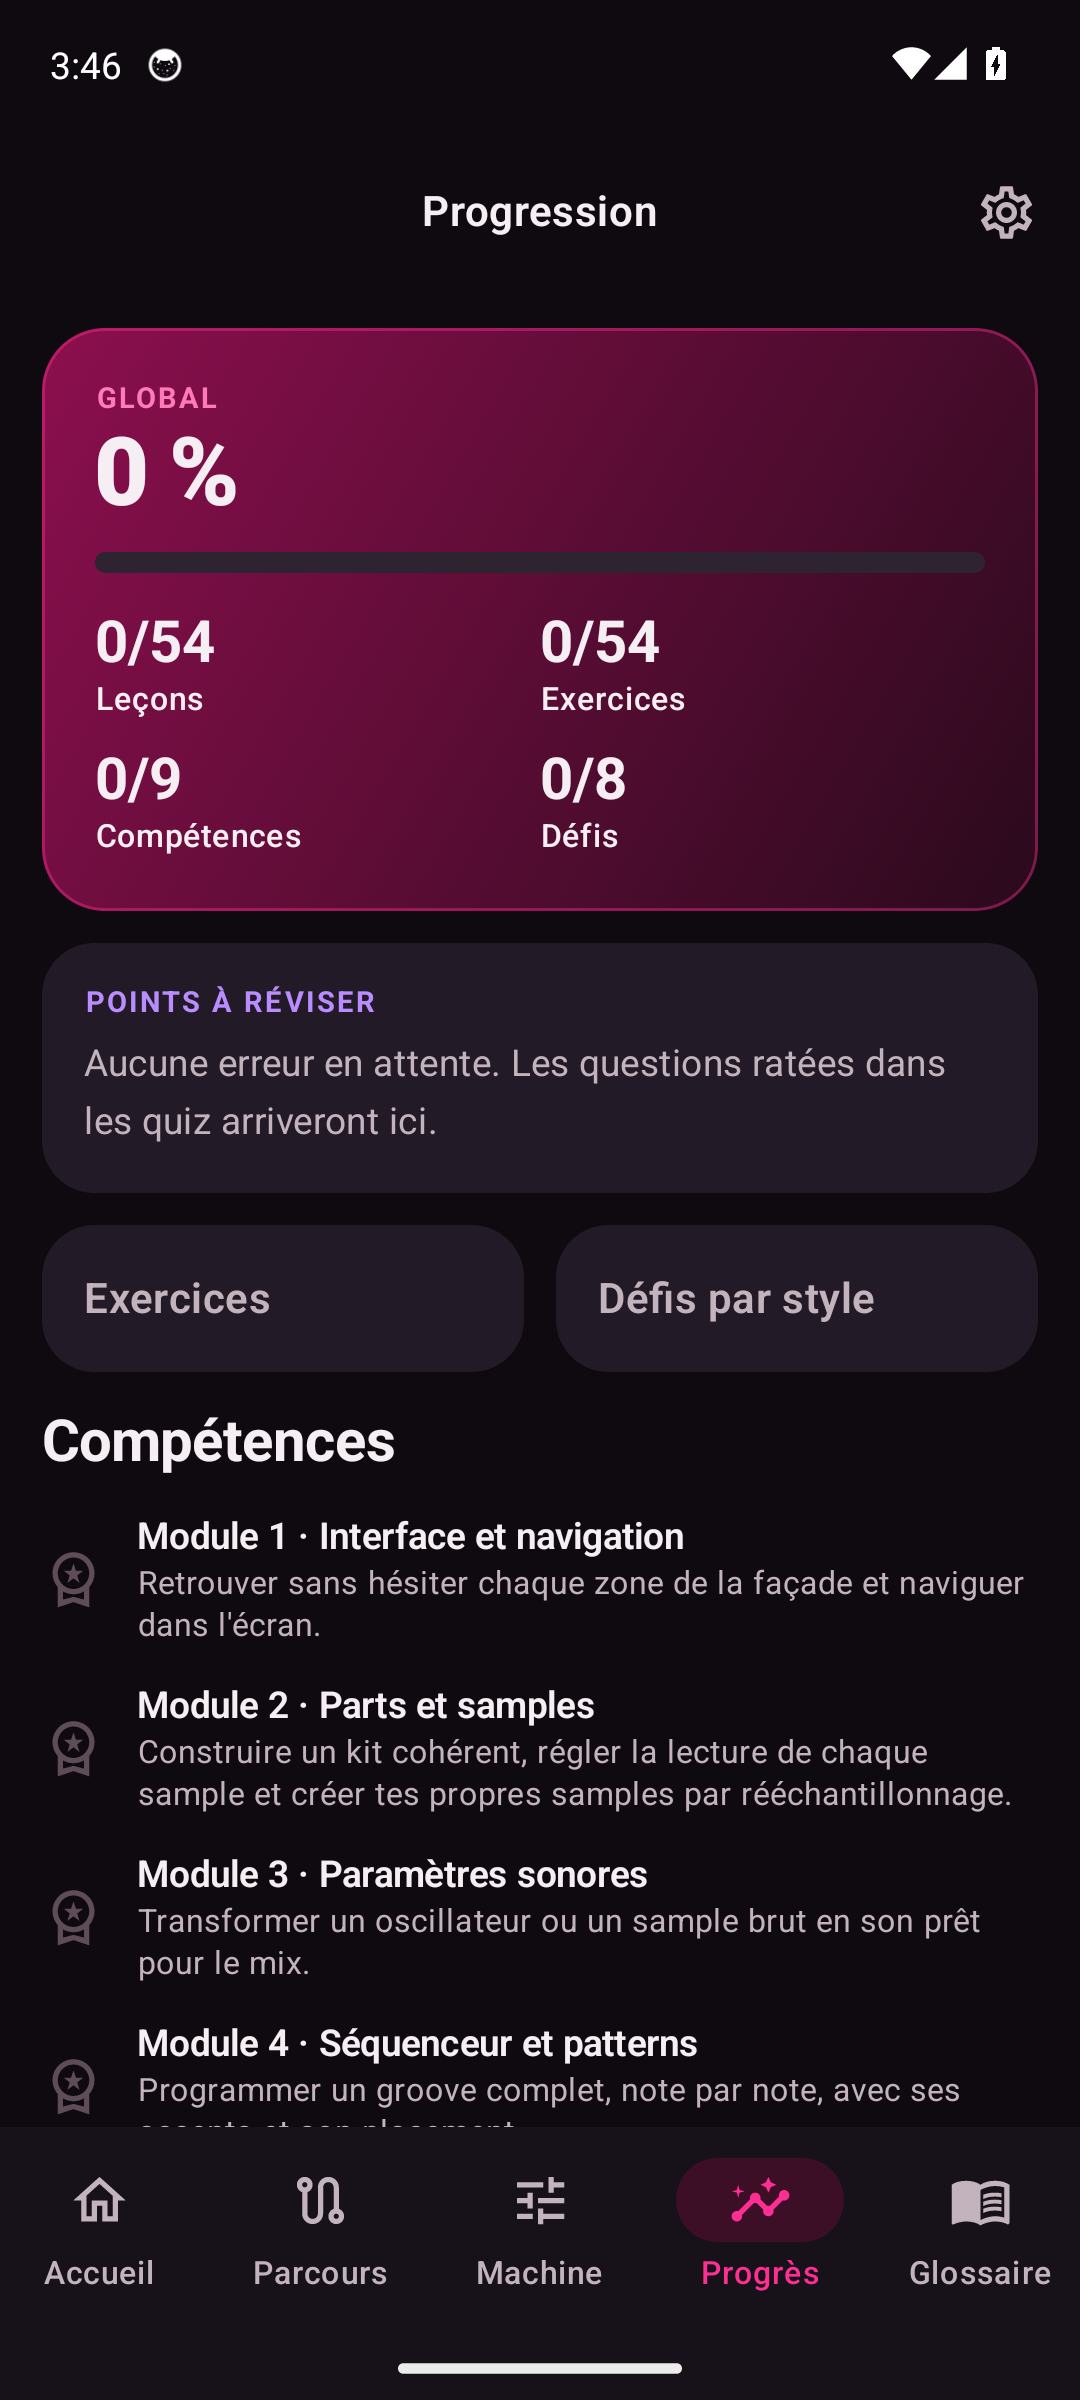 3:46
Progression
GLOBAL
0 %
0/54
Leçons
0/54
Exercices
0/9
Compétences
0/8
Défis
POINTS À RÉVISER
Aucune erreur en attente. Les questions ratées dans
les quiz arriveront ici.
Exercices
Défis par style
Compétences
Module 1 · Interface et navigation
Retrouver sans hésiter chaque zone de la façade et naviguer
dans l'écran.
Module 2 · Parts et samples
Construire un kit cohérent, régler la lecture de chaque
sample et créer tes propres samples par rééchantillonnage.
Module 3 · Paramètres sonores
Transformer un oscillateur ou un sample brut en son prêt
pour le mix.
Module 4 · Séquenceur et patterns
Programmer un groove complet, note par note, avec ses
Accueil
Parcours
Machine
Progrès
Glossaire